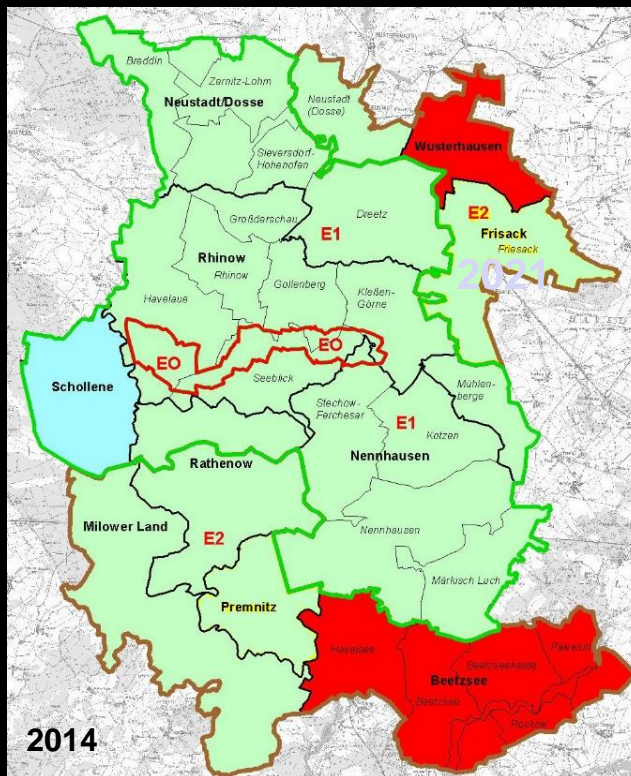 Breddin
Zernitz-Lohm
Neustadt/Dosse
Neustadt
(Dosse)
Sieversdorf-
Hohenofen
Wusterhausen
Großderschau
Dreetz
E1
E2
Frisack
Friesack
2021
Rhinow
Rhinow
Gollenberg
Kleßen-
Görne
Havelaue
EO
EO
Seeblick
Schollene
Stechow-
Ferchesar
Mühlen-
berge
E1
Kotzen
Nennhausen
Rathenow
Milower Land
E2
Nennhausen
Märkisch Luch
Premnitz
Havelsee
Beetzseeheide
Päwesin
Beetzsee
Beetzsee
Roskow
2014